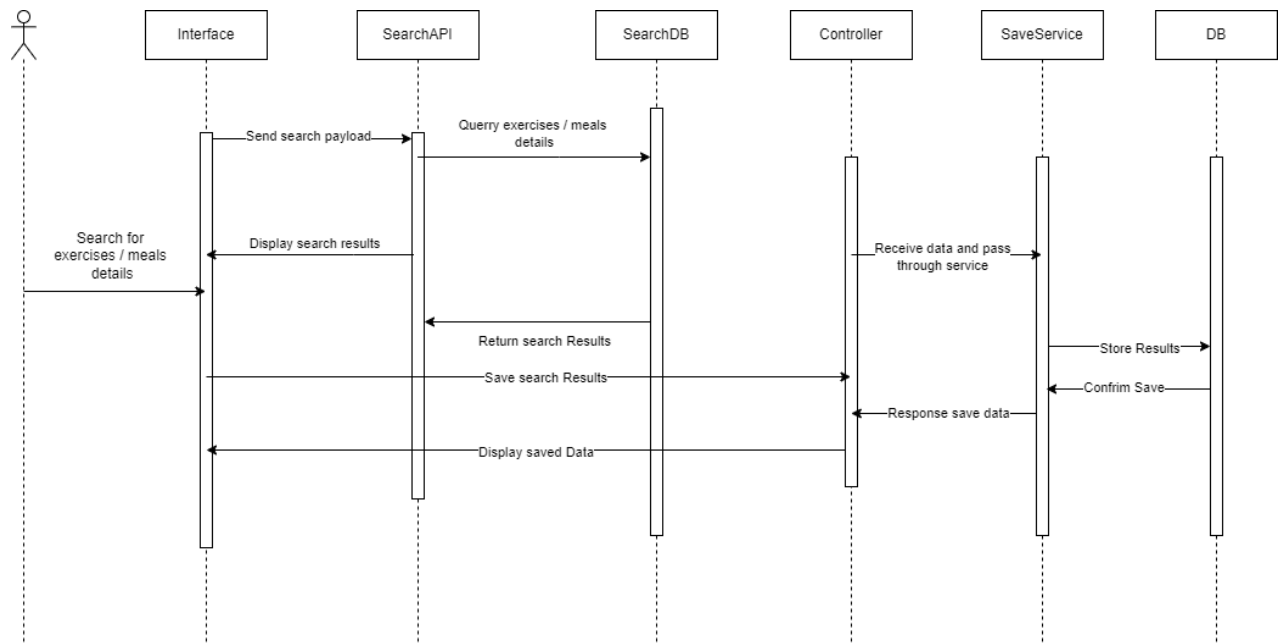 Interface
SearchAPI
SearchDB
Controller
SaveService
DB
Send search payload
Querry exercises / meals
details
Search for
exercises / meals
details
Display search results
Receive data and pass
through service
Return search Results
Store Results
Save search Results
Confrim Save
Response save data
Display saved Data